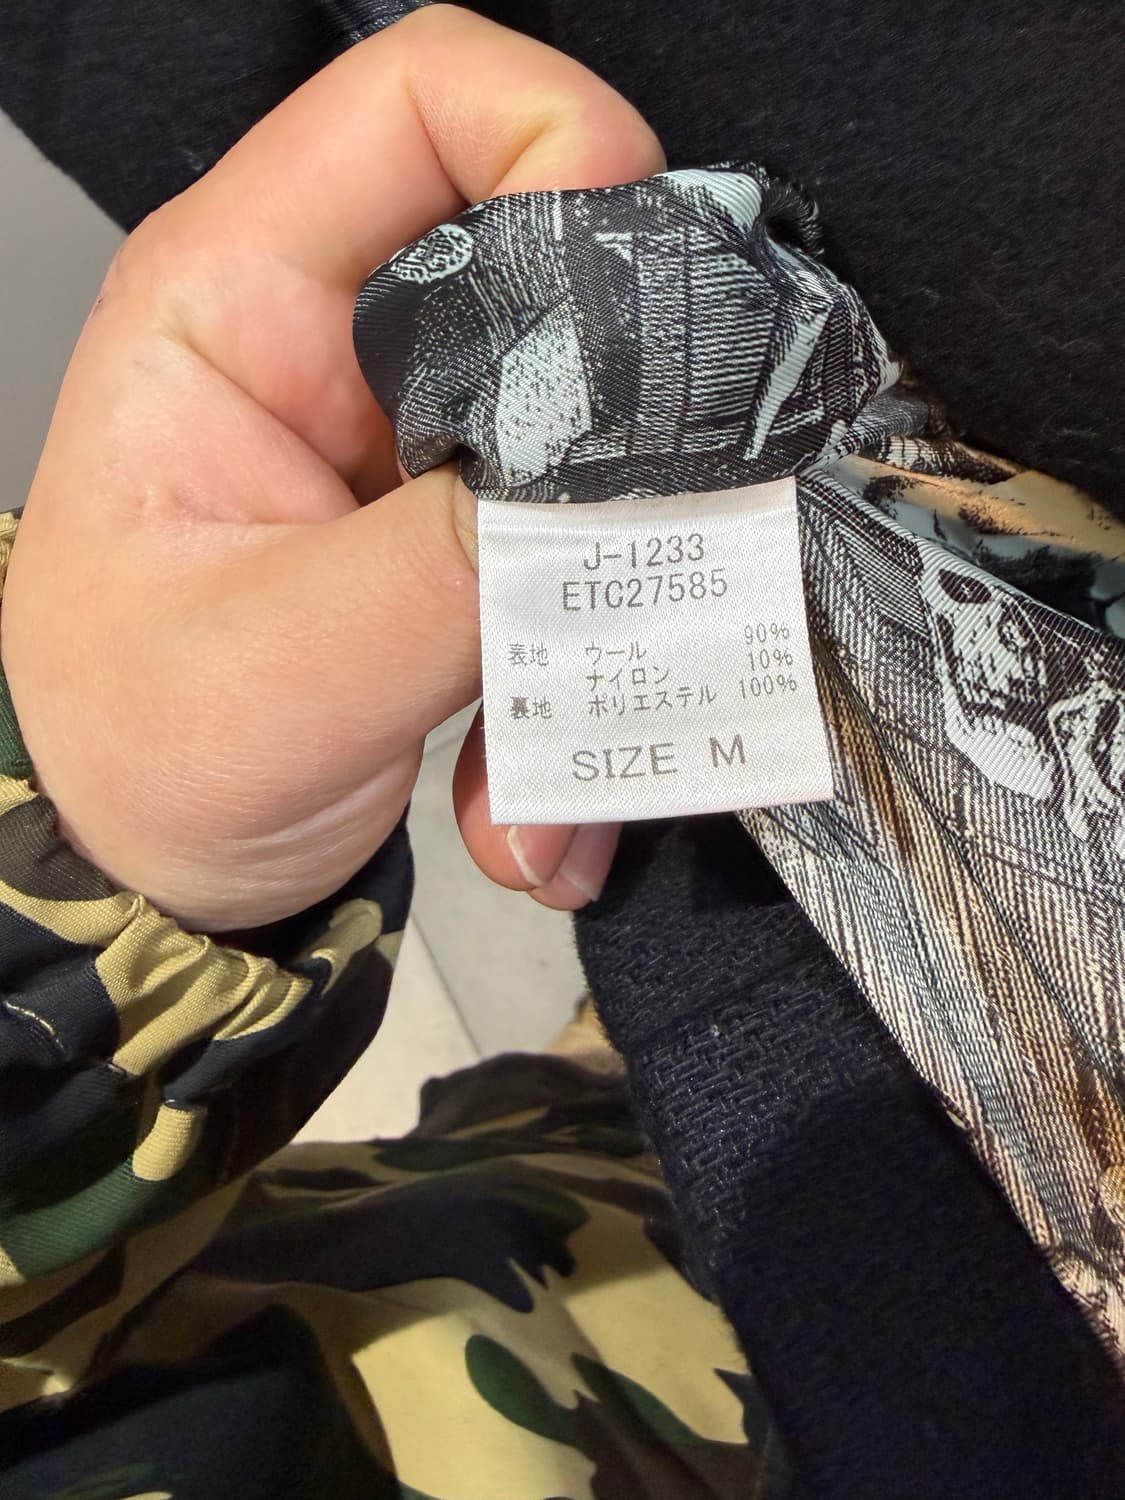 J-1233
ETC27585
表地 ウール 90%
ナイロン 10%
裏地 ポリエステル 100%
SIZE M